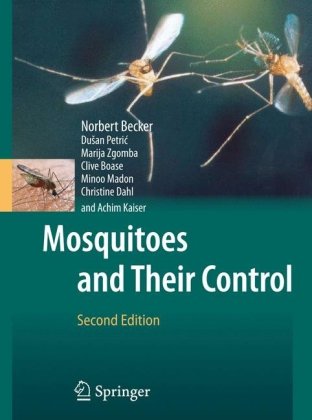 Norbert Becker
Dušan Petrić
Marija Zgomba
Clive Boase
Minoo Madon
Christine Dahl
and Achim Kaiser
Mosquitoes
and Their Control
Second Edition
Springer